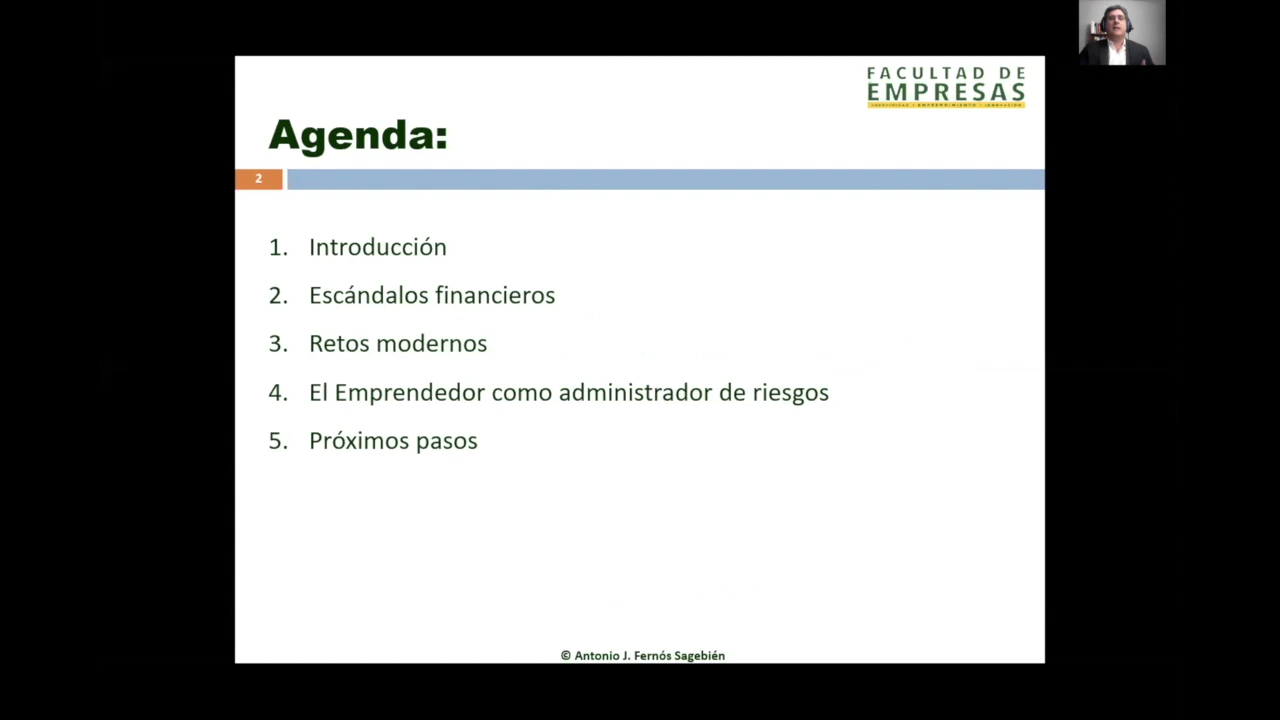 FACULTAD DE
EMPRESAS
Agenda:
2
1. Introducción
2. Escándalos financieros
3. Retos modernos
4. El Emprendedor como administrador de riesgos
5. Próximos pasos
© Antonio J. Fernós Sagebién